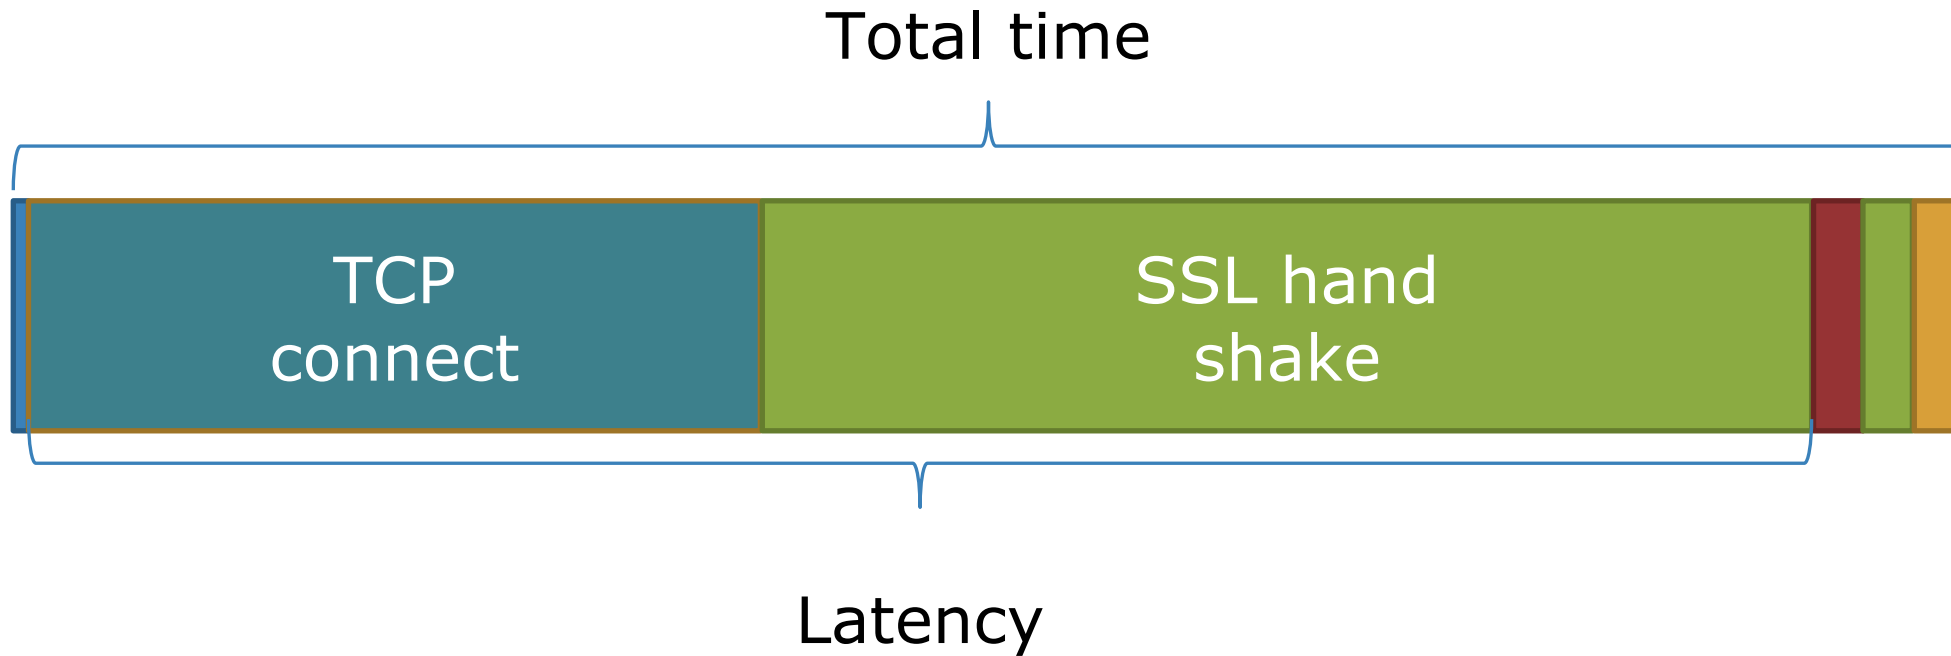 Total time
TCP
connect
SSL hand
shake
Latency